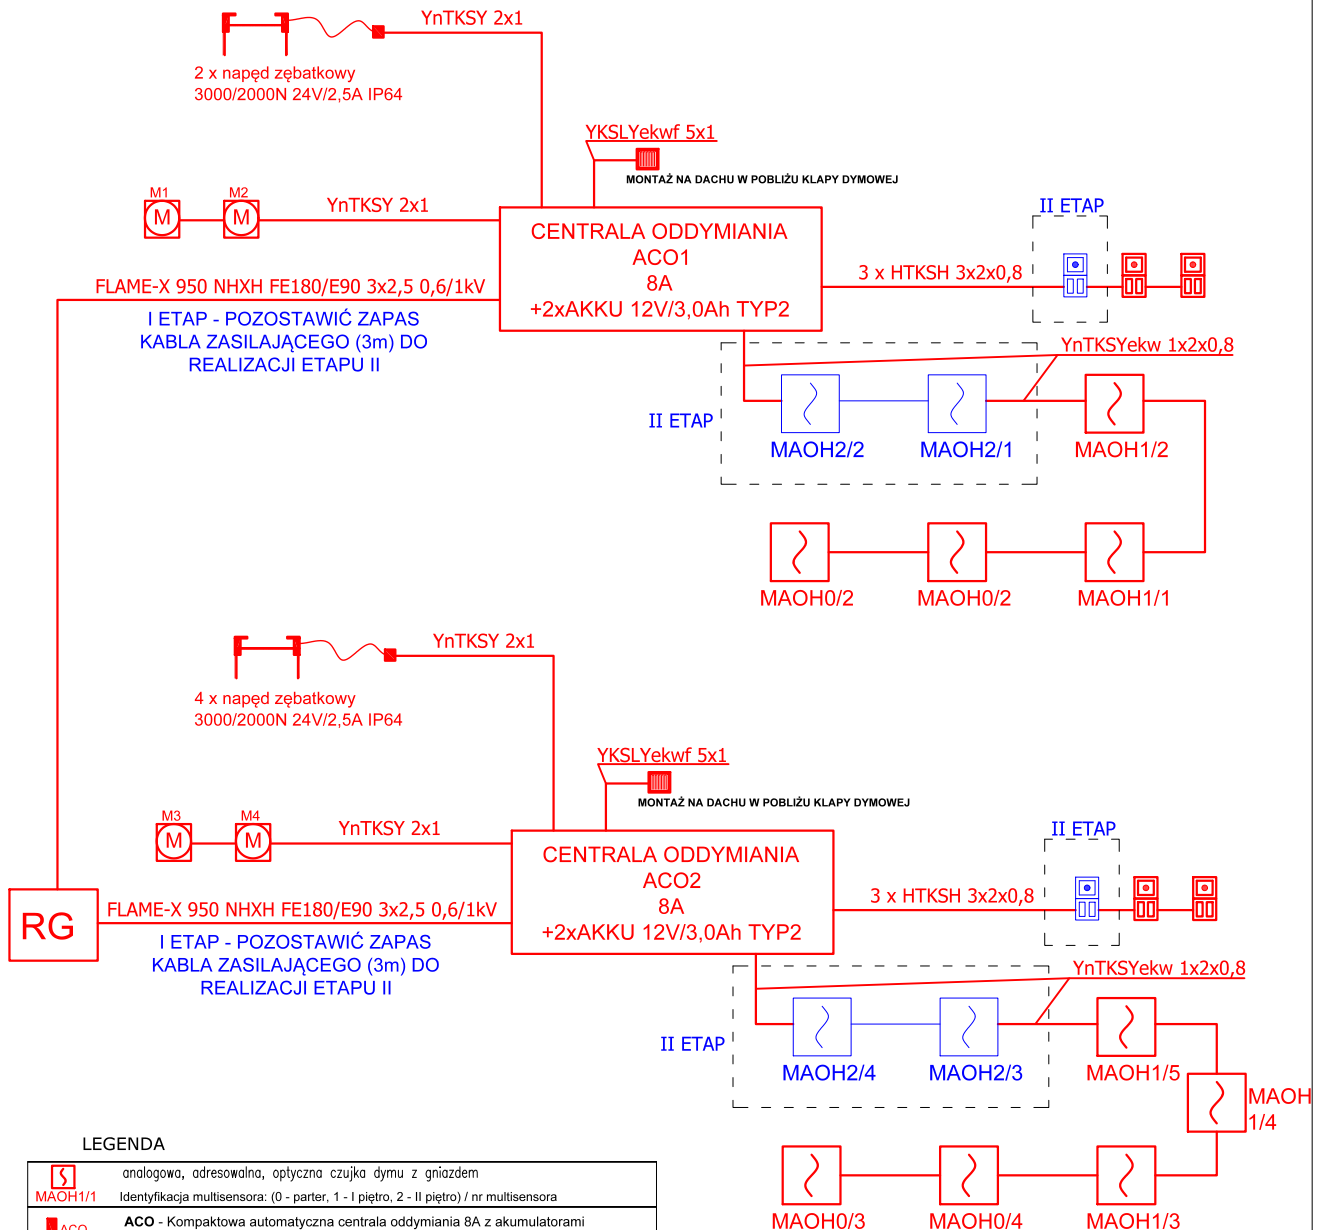 YnTKSY 2x1
2 x napęd zębatkowy
3000/2000N 24V/2,5A IP64
YKSLYekwf 5x1
MONTAŻ NA DACHU W POBLIŻU KLAPY DYMOWEJ
M1
M2
M
M
YnTKSY 2x1
CENTRALA ODDYMIANIA
ACO1
8A
+2xAKKU 12V/3,0Ah TYP2
II ETAP
3 x HTKSH 3x2x0,8
FLAME-X 950 NHXH FE180/E90 3x2,5 0,6/1kV
I ETAP - POZOSTAWIĆ ZAPAS
KABLA ZASILAJĄCEGO (3m) DO
REALIZACJI ETAPU II
YnTKSYekw 1x2x0,8
II ETAP
MAOH2/2
MAOH2/1
MAOH1/2
MAOH0/2
MAOH0/2
MAOH1/1
YnTKSY 2x1
4 x napęd zębatkowy
3000/2000N 24V/2,5A IP64
YKSLYekwf 5x1
MONTAŻ NA DACHU W POBLIŻU KLAPY DYMOWEJ
M3
M4
M
M
YnTKSY 2x1
CENTRALA ODDYMIANIA
ACO2
8A
+2xAKKU 12V/3,0Ah TYP2
II ETAP
3 x HTKSH 3x2x0,8
RG
FLAME-X 950 NHXH FE180/E90 3x2,5 0,6/1kV
I ETAP - POZOSTAWIĆ ZAPAS
KABLA ZASILAJĄCEGO (3m) DO
REALIZACJI ETAPU II
YnTKSYekw 1x2x0,8
II ETAP
MAOH2/4
MAOH2/3
MAOH1/5
MAOH
1/4
MAOH0/3
MAOH0/4
MAOH1/3
LEGENDA
MAOH1/1
analogowa, adresowalna, optyczna czujka dymu z gniazdem
Identyfikacja multisensora: (0 - parter, 1 - I piętro, 2 - II piętro) / nr multisensora
ACO
ACO - Kompaktowa automatyczna centrala oddymiania 8A z akumulatorami